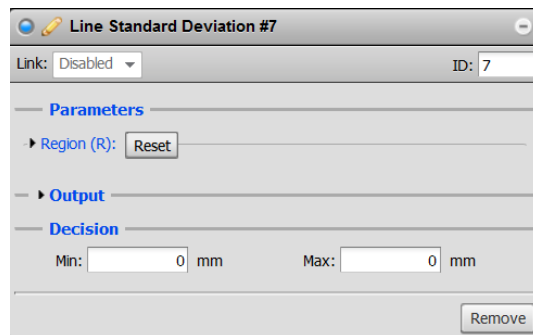 Line Standard Deviation #7
Link: Disabled ID: 7
Parameters
Region (R): Reset
Output
Decision
Min: 0 mm Max: 0 mm
Remove